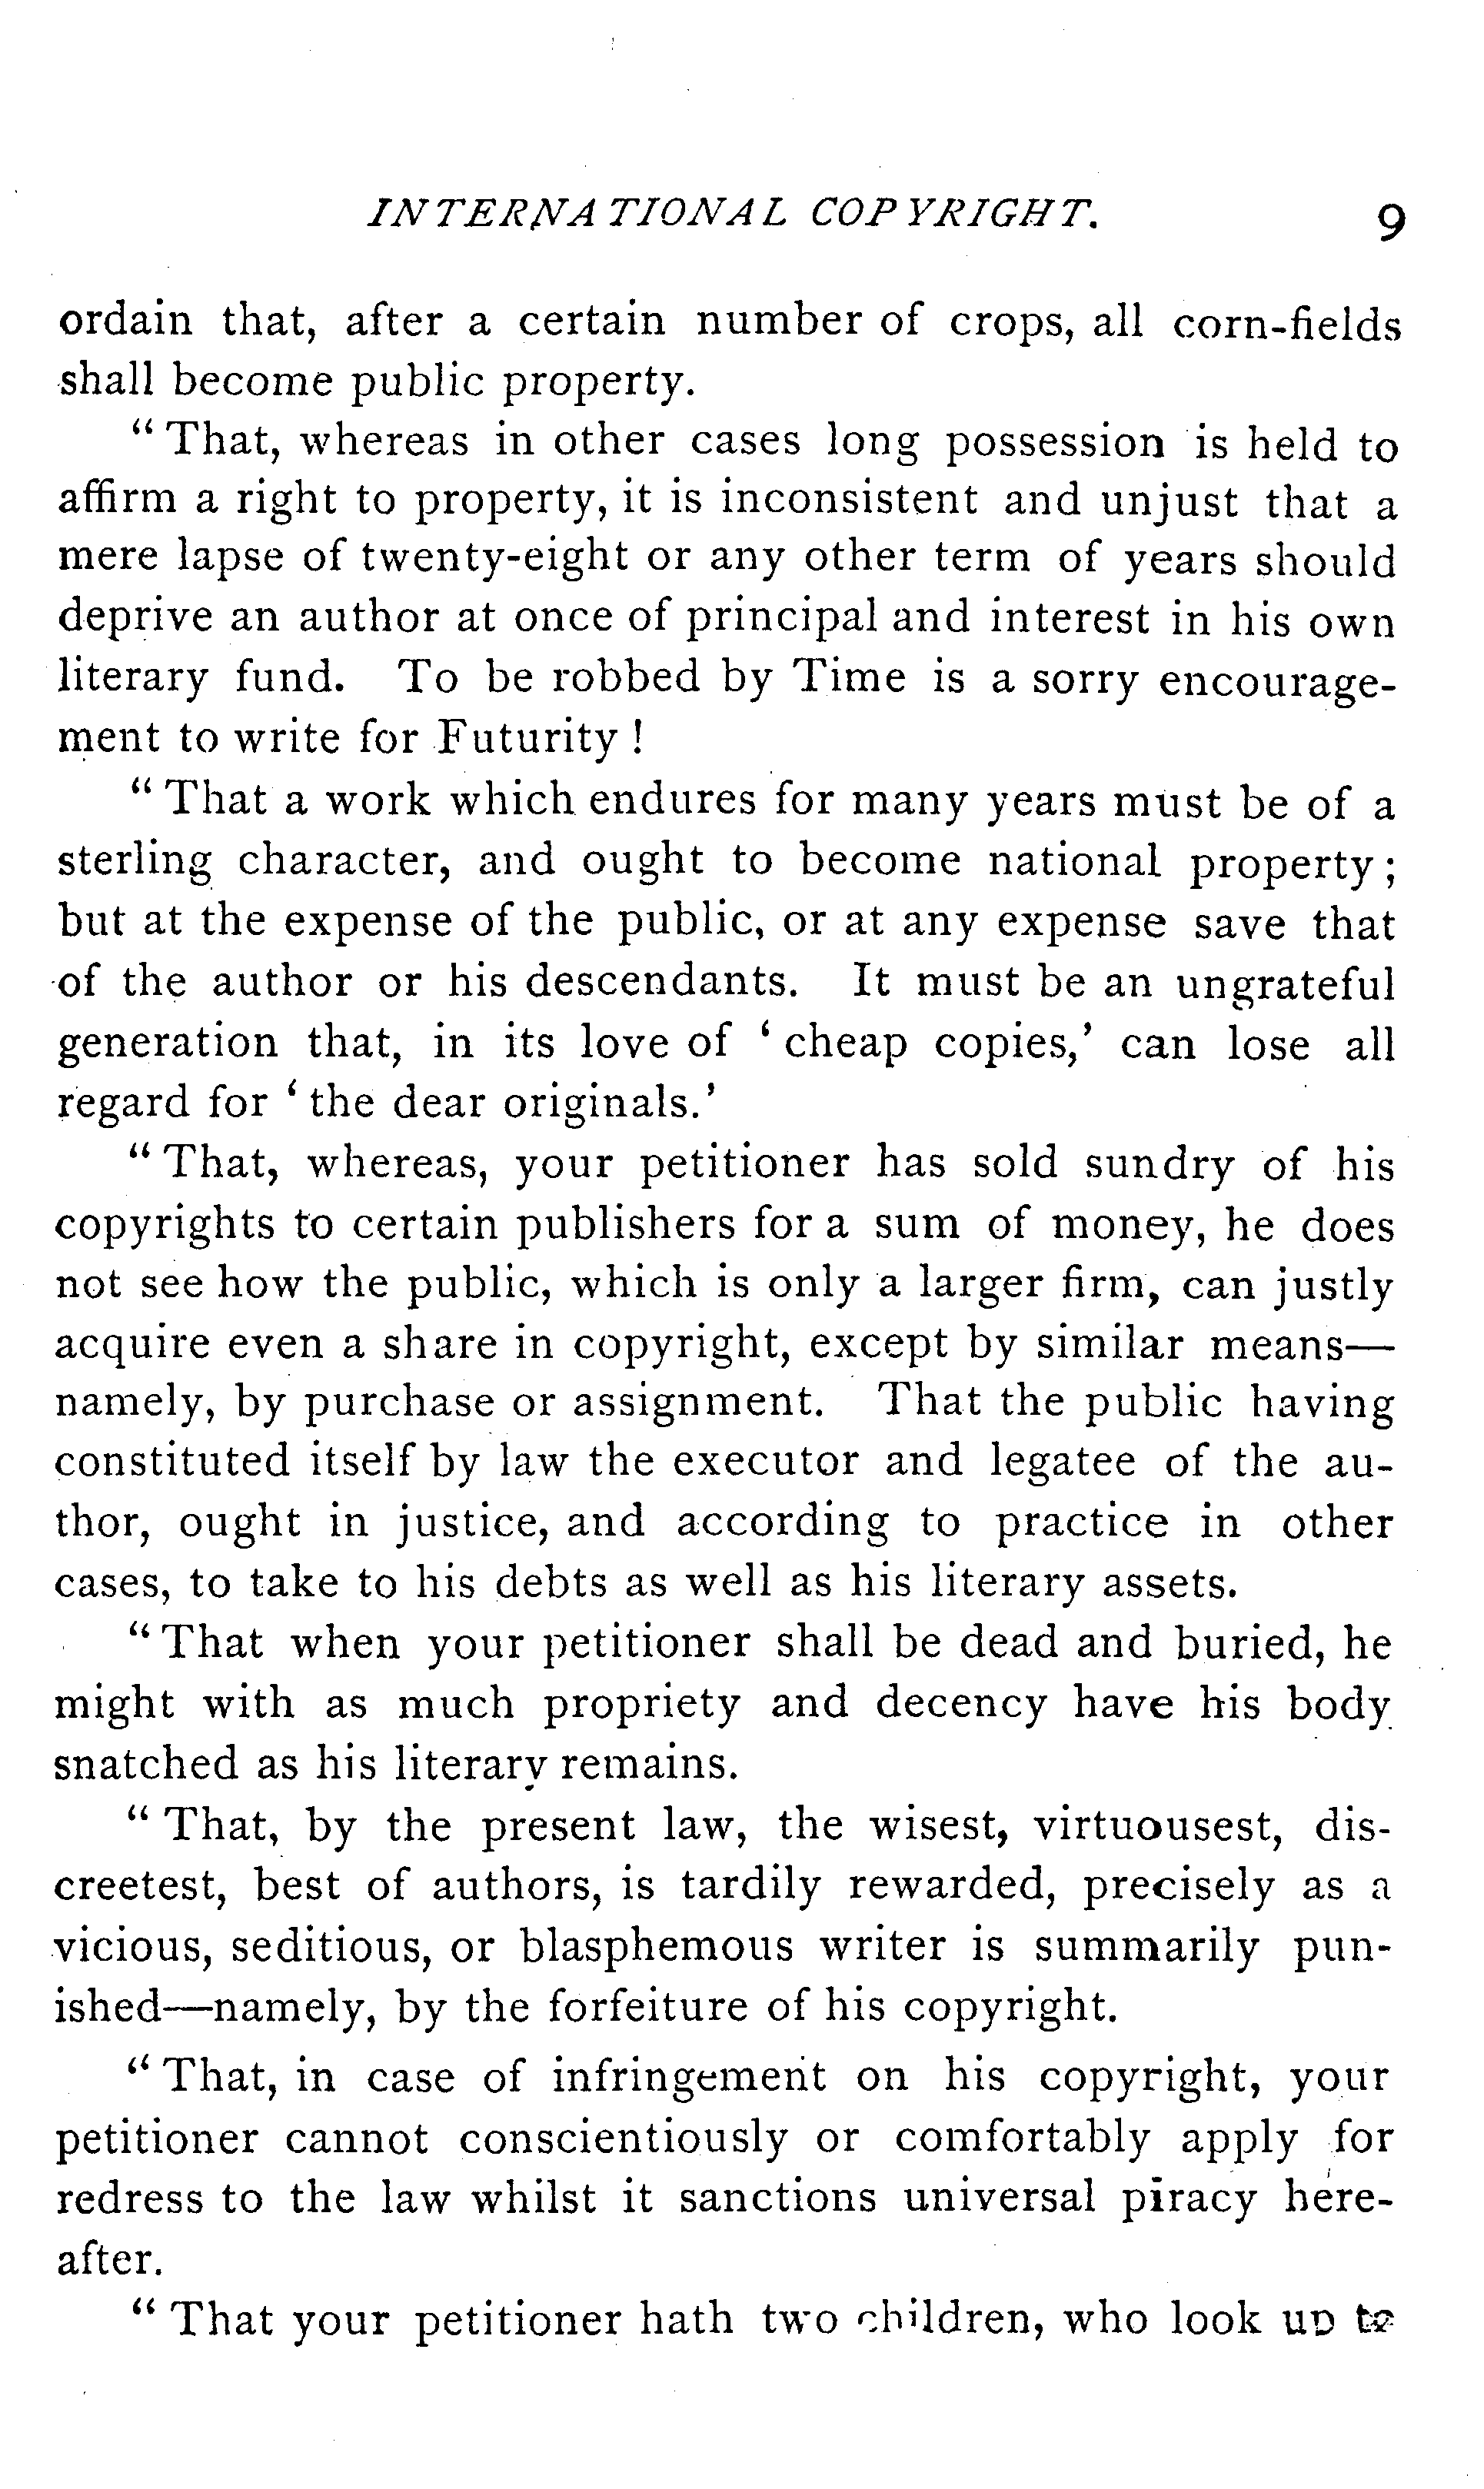 INTERNATIONAL COPYRIGHT. 9
ordain that, after a certain number of crops, all corn-fields
shall become public property.
“ That, whereas in other cases long possession is held to
affirm a right to property, it is inconsistent and unjust that a
mere lapse of twenty-eight or any other term of years should
deprive an author at once of principal and interest in his own
literary fund. To be robbed by Time is a sorry encourage-
ment to write for Futurity !
“ That a work which endures for many years must be of a
sterling character, and ought to become national property ;
but at the expense of the public, or at any expense save that
of the author or his descendants. It must be an ungrateful
generation that, in its love of ‘ cheap copies,’ can lose all
regard for ‘ the dear originals.’
“ That, whereas, your petitioner has sold sundry of his
copyrights to certain publishers for a sum of money, he does
not see how the public, which is only a larger firm, can justly
acquire even a share in copyright, except by similar means—
namely, by purchase or assignment. That the public having
constituted itself by law the executor and legatee of the au-
thor, ought in justice, and according to practice in other
cases, to take to his debts as well as his literary assets.
“ That when your petitioner shall be dead and buried, he
might with as much propriety and decency have his body
snatched as his literary remains.
“ That, by the present law, the wisest, virtuousest, dis-
creetest, best of authors, is tardily rewarded, precisely as a
vicious, seditious, or blasphemous writer is summarily pun-
ished—namely, by the forfeiture of his copyright.
“ That, in case of infringement on his copyright, your
petitioner cannot conscientiously or comfortably apply for
redress to the law whilst it sanctions universal piracy here-
after.
“ That your petitioner hath two children, who look up to